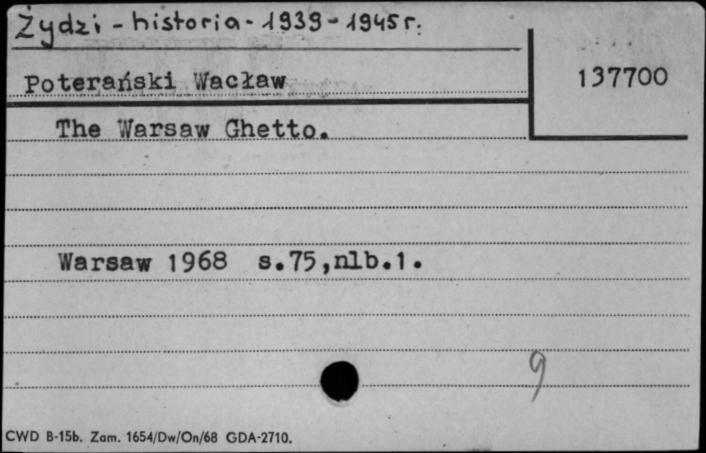 Żydzi - historia - 1939 - 1945 r.
Poterański Wacław
137700
The Warsaw Ghetto.
Warsaw 1968 s.75,nlb.1.
9
CWD B-15b. Zam. 1654/Dw/On/68 GDA-2710.